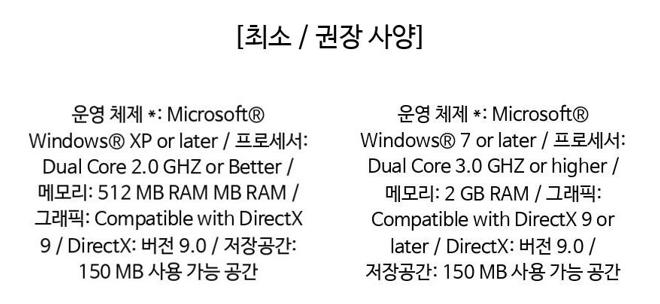 [최소 / 권장 사양]
운영 체제 *: Microsoft®
Windows® XP or later / 프로세서:
Dual Core 2.0 GHZ or Better /
메모리: 512 MB RAM MB RAM /
그래픽: Compatible with DirectX
9 / DirectX: 버전 9.0 / 저장공간:
150 MB 사용 가능 공간
운영 체제 *: Microsoft®
Windows® 7 or later / 프로세서:
Dual Core 3.0 GHZ or higher /
메모리: 2 GB RAM / 그래픽:
Compatible with DirectX 9 or
later / DirectX: 버전 9.0 /
저장공간: 150 MB 사용 가능 공간